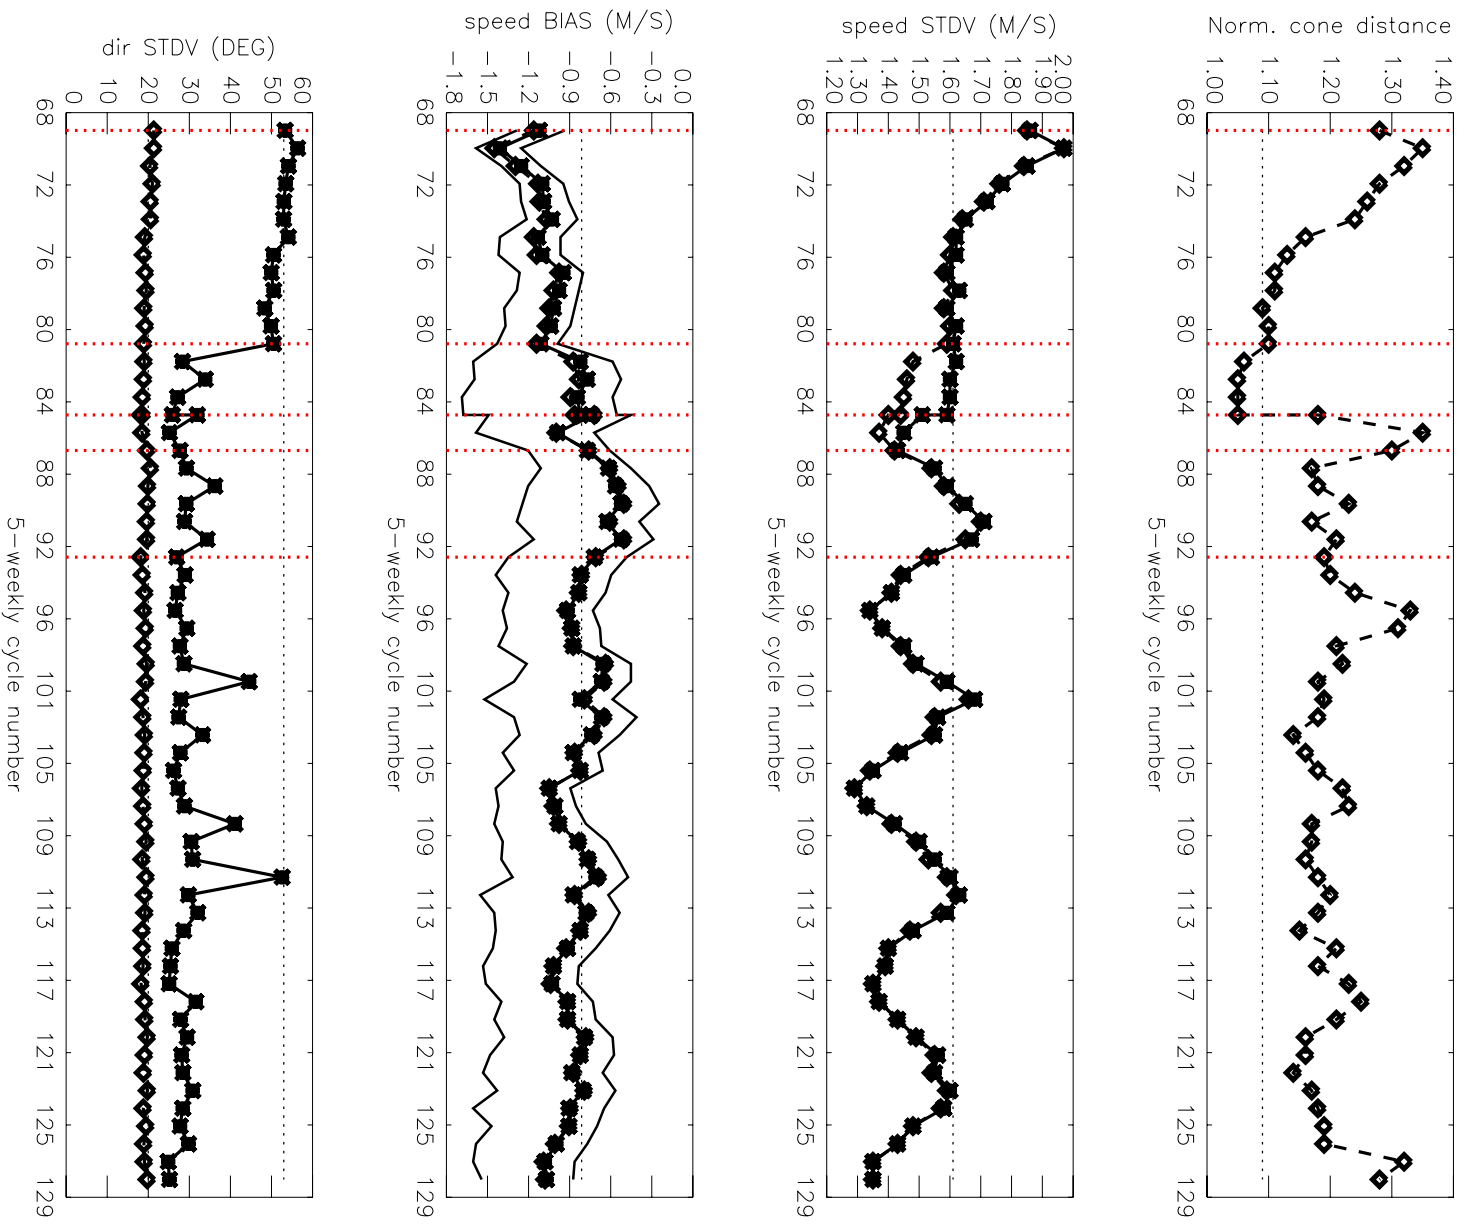 Norm. cone distance
1.40
1.30
1.20
1.10
1.00
68 72 76 80 84 88 92 96 101 105 109 113 117 121 125 129
5-weekly cycle number
speed STDV (M/S)
2.00
1.90
1.80
1.70
1.60
1.50
1.40
1.30
1.20
68 72 76 80 84 88 92 96 101 105 109 113 117 121 125 129
5-weekly cycle number
speed BIAS (M/S)
0.0
-0.3
-0.6
-0.9
-1.2
-1.5
-1.8
68 72 76 80 84 88 92 96 101 105 109 113 117 121 125 129
5-weekly cycle number
dir STDV (DEG)
60
50
40
30
20
10
0
68 72 76 80 84 88 92 96 101 105 109 113 117 121 125 129
5-weekly cycle number